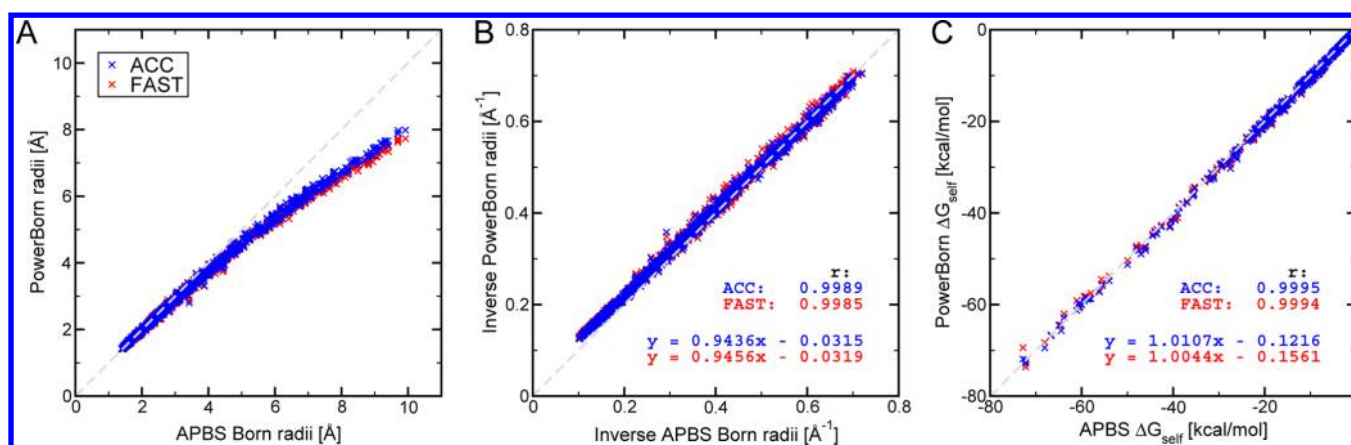 A
PowerBorn radii [Å]
10
8
6
4
2
0
ACC
FAST
0
2
4
6
8
10
APBS Born radii [Å]
B
Inverse PowerBorn radii [Å-1]
0.8
0.6
0.4
0.2
0
r:
ACC: 0.9989
FAST: 0.9985
y = 0.9436x - 0.0315
y = 0.9456x - 0.0319
0
0.2
0.4
0.6
0.8
Inverse APBS Born radii [Å-1]
C
PowerBorn ΔGself [kcal/mol]
0
-20
-40
-60
-80
r:
ACC: 0.9995
FAST: 0.9994
y = 1.0107x - 0.1216
y = 1.0044x - 0.1561
-80
-60
-40
-20
0
APBS ΔGself [kcal/mol]